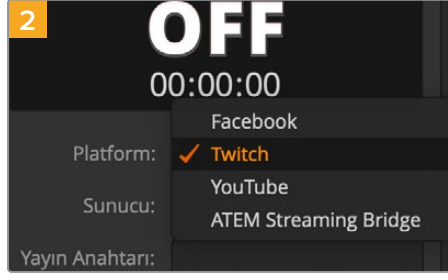 2
OFF
00:00:00
Platform:
Facebook
✓ Twitch
YouTube
ATEM Streaming Bridge
Sunucu:
Yayın Anahtarı: